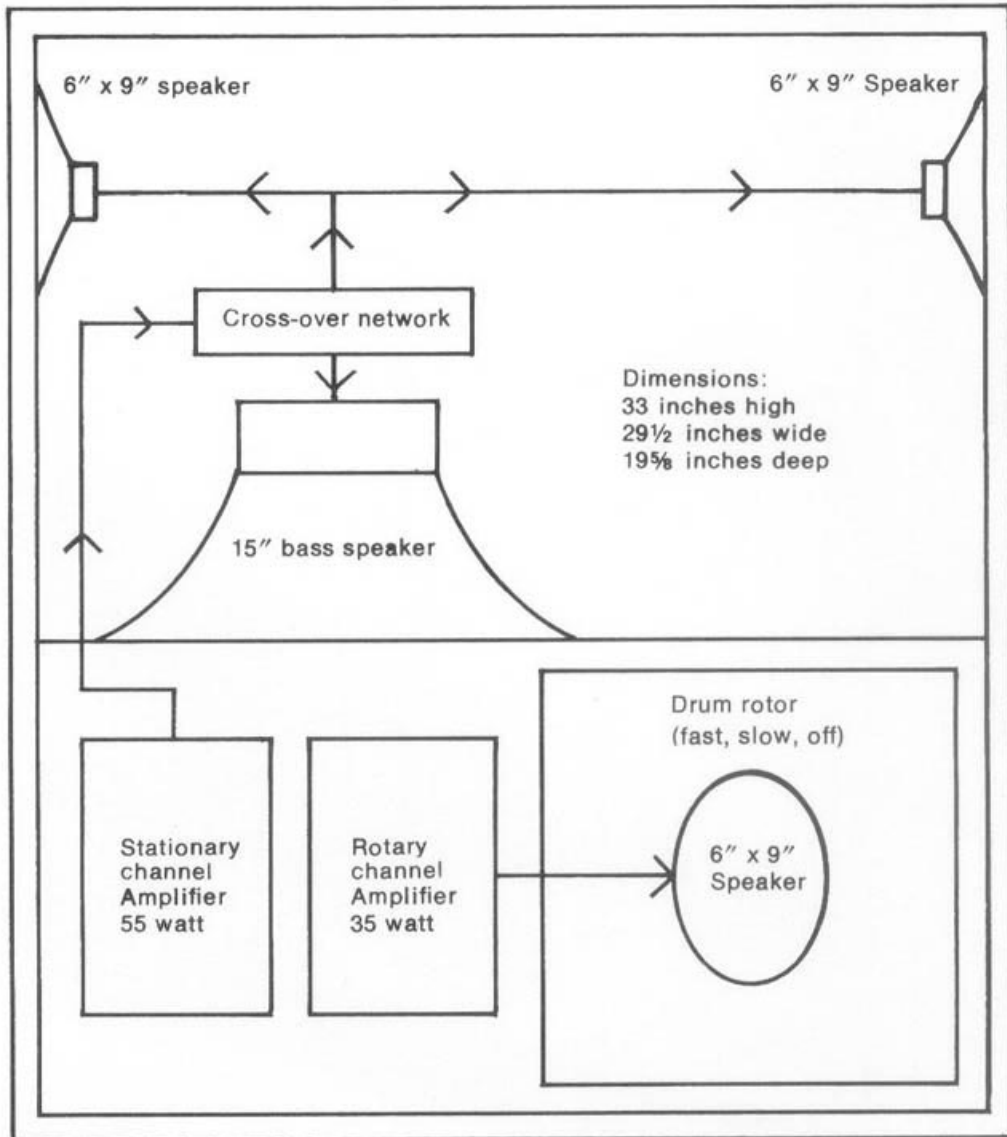 6″ x 9″ speaker
6″ x 9″ Speaker
Cross-over network
Dimensions:
33 inches high
29½ inches wide
19⅝ inches deep
15″ bass speaker
Drum rotor
(fast, slow, off)
Stationary
channel
Amplifier
55 watt
Rotary
channel
Amplifier
35 watt
6″ x 9″
Speaker